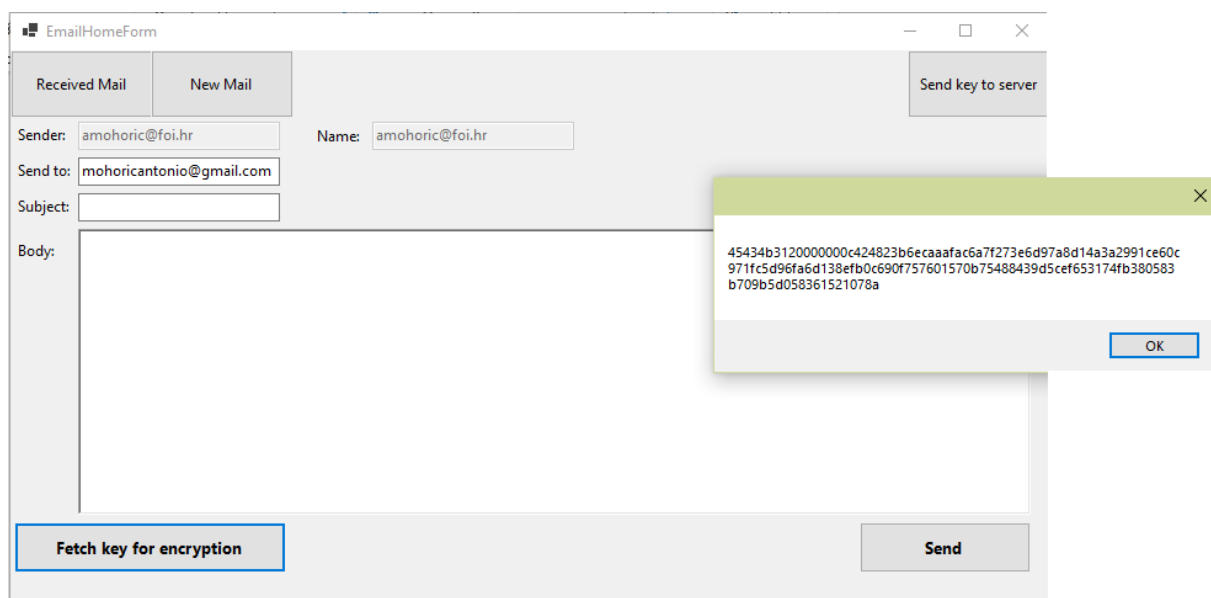 EmailHomeForm
Received Mail
New Mail
Send key to server
Sender: amohoric@foi.hr
Name: amohoric@foi.hr
Send to: mohoricantonio@gmail.com
Subject:
Body:
45434b3120000000c424823b6ecaaafac6a7f273e6d97a8d14a3a2991ce60c
971fc5d96fa6d138efb0c690f757601570b75488439d5cef653174fb380583
b709b5d058361521078a
OK
Fetch key for encryption
Send